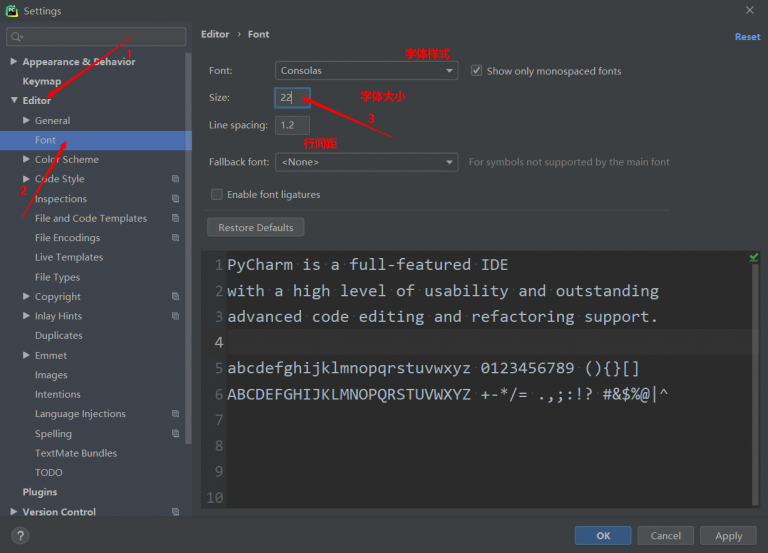 PC Settings
Editor › Font
Reset
1
Appearance & Behavior
Keymap
Editor
General
Font
Color Scheme
Code Style
2
Inspections
File and Code Templates
File Encodings
Live Templates
File Types
Copyright
Inlay Hints
Duplicates
Emmet
Images
Intentions
Language Injections
Spelling
TextMate Bundles
TODO
Plugins
Version Control
字体样式
Font: Consolas Show only monospaced fonts
Size: 22 字体大小
3
Line spacing: 1.2
行间距
Fallback font: <None> For symbols not supported by the main font
Enable font ligatures
Restore Defaults
1 PyCharm is a full-featured IDE
2 with a high level of usability and outstanding
3 advanced code editing and refactoring support.
4
5 abcdefghijklmnopqrstuvwxyz 0123456789 (){}[]
6 ABCDEFGHIJKLMNOPQRSTUVWXYZ +-*/= .,;:!? #&$%@|^
7
8
9
10
? OK Cancel Apply